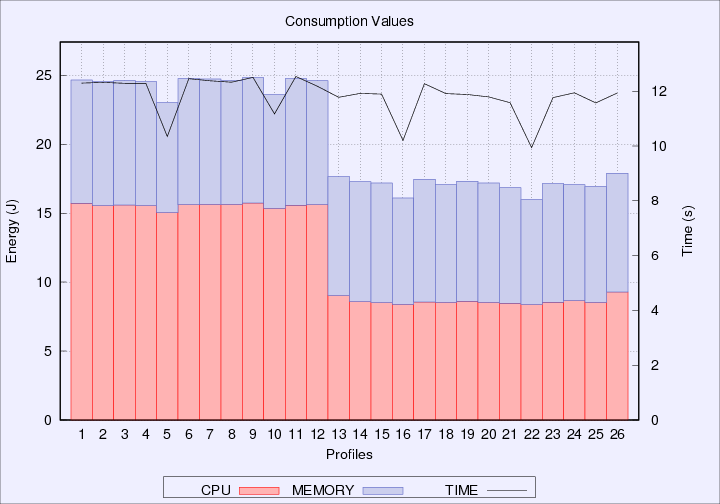 Consumption Values
25
20
15
10
5
0
Energy (J)
12
10
8
6
4
2
0
Time (s)
1 2 3 4 5 6 7 8 9 10 11 12 13 14 15 16 17 18 19 20 21 22 23 24 25 26
Profiles
CPU MEMORY TIME